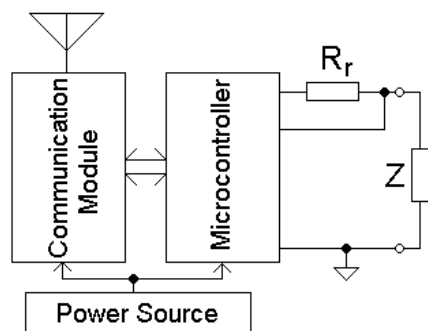 Communication
Module
Microcontroller
Rr
Z
Power Source